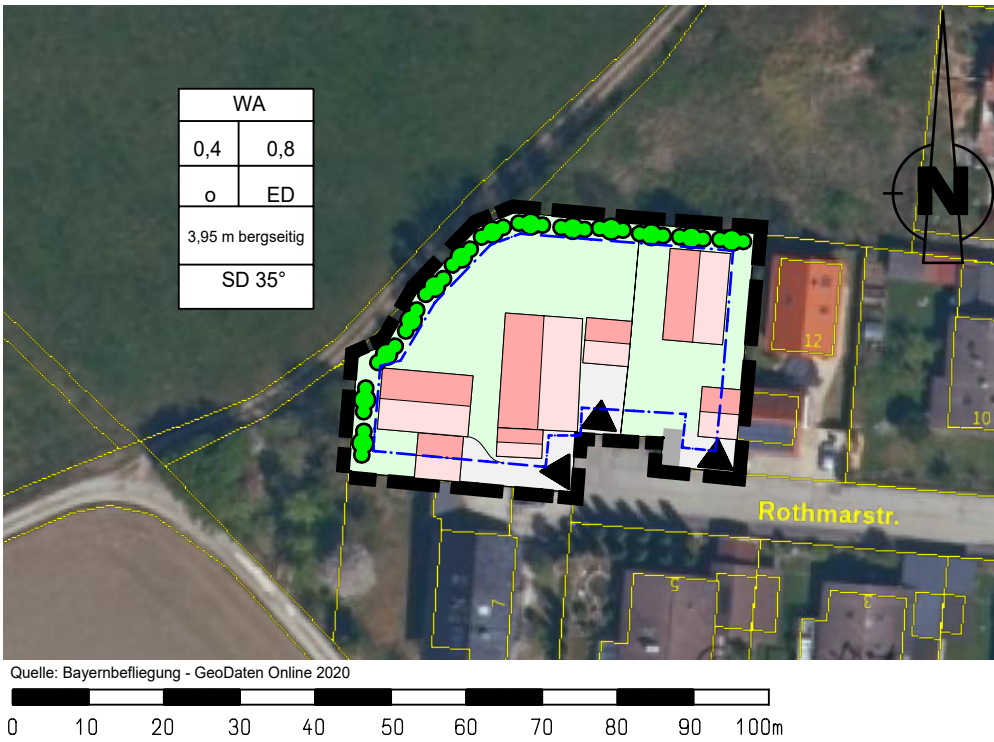 WA
0,4 0,8
o ED
3,95 m bergseitig
SD 35°
N
12
10
Rothmarstr.
7
5
3
Quelle: Bayernbefliegung - GeoDaten Online 2020
0 10 20 30 40 50 60 70 80 90 100m